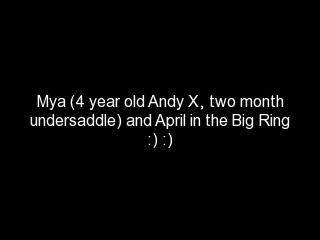 Mya (4 year old Andy X, two month
undersaddle) and April in the Big Ring
:) :)